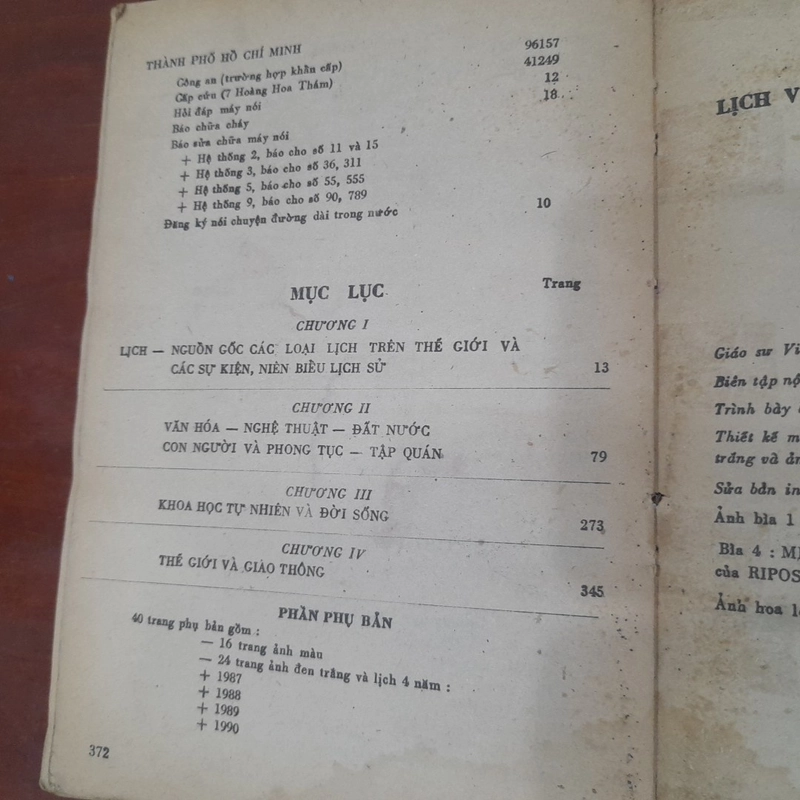 THÀNH PHỐ HỒ CHÍ MINH
Công an (trường hợp khẩn cấp) 96157
Cấp cứu (7 Hoàng Hoa Thám) 41249
Hỏi đáp máy nói 12
Báo chữa cháy 18
Báo sửa chữa máy nói
+ Hệ thống 2, báo cho số 11 và 15
+ Hệ thống 3, báo cho số 36, 311
+ Hệ thống 5, báo cho số 55, 555
+ Hệ thống 9, báo cho số 90, 789
Đăng ký nói chuyện đường dài trong nước 10
MỤC LỤC Trang
CHƯƠNG I
LỊCH — NGUỒN GỐC CÁC LOẠI LỊCH TRÊN THẾ GIỚI VÀ
CÁC SỰ KIỆN, NIÊN BIỂU LỊCH SỬ 13
CHƯƠNG II
VĂN HÓA — NGHỆ THUẬT — ĐẤT NƯỚC
CON NGƯỜI VÀ PHONG TỤC — TẬP QUÁN 79
CHƯƠNG III
KHOA HỌC TỰ NHIÊN VÀ ĐỜI SỐNG 273
CHƯƠNG IV
THẾ GIỚI VÀ GIAO THÔNG 345
PHẦN PHỤ BẢN
40 trang phụ bản gồm :
— 16 trang ảnh màu
— 24 trang ảnh đen trắng và lịch 4 năm :
+ 1987
+ 1988
+ 1989
+ 1990
372
LỊCH V
Giáo sư Vi
Biên tập nộ
Trình bày
Thiết kế m
trắng và ản
Sửa bản in
Ảnh bìa 1
Bìa 4 : M
của RIPOS
Ảnh hoa l